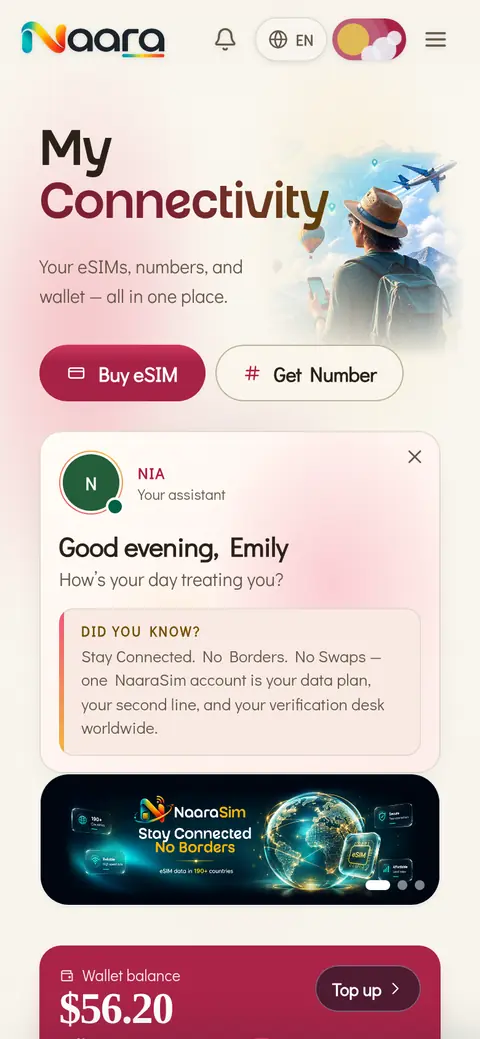 Naara
EN
My
Connectivity
Your eSIMs, numbers, and
wallet — all in one place.
Buy eSIM
# Get Number
N
NIA
Your assistant
Good evening, Emily
How's your day treating you?
DID YOU KNOW?
Stay Connected. No Borders. No Swaps —
one NaaraSim account is your data plan,
your second line, and your verification desk
worldwide.
NaaraSim
Stay Connected
No Borders
eSIM data in 190+ countries
190+
Secure
eSIM
Wallet balance
$56.20
Top up